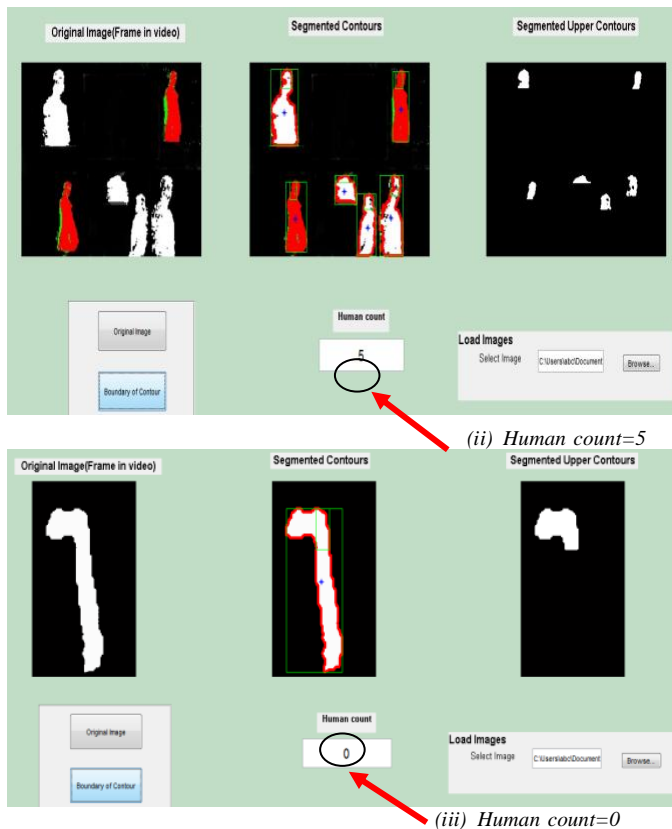 Original Image(Frame in video)
Segmented Contours
Segmented Upper Contours
Original Image
Boundary of Contour
Human count
5
Load Images
Select Image
C:\Users\abc\Document
Browse...
(ii) Human count=5
Original Image(Frame in video)
Segmented Contours
Segmented Upper Contours
Original Image
Boundary of Contour
Human count
0
Load Images
Select Image
C:\Users\abc\Document
Browse...
(iii) Human count=0